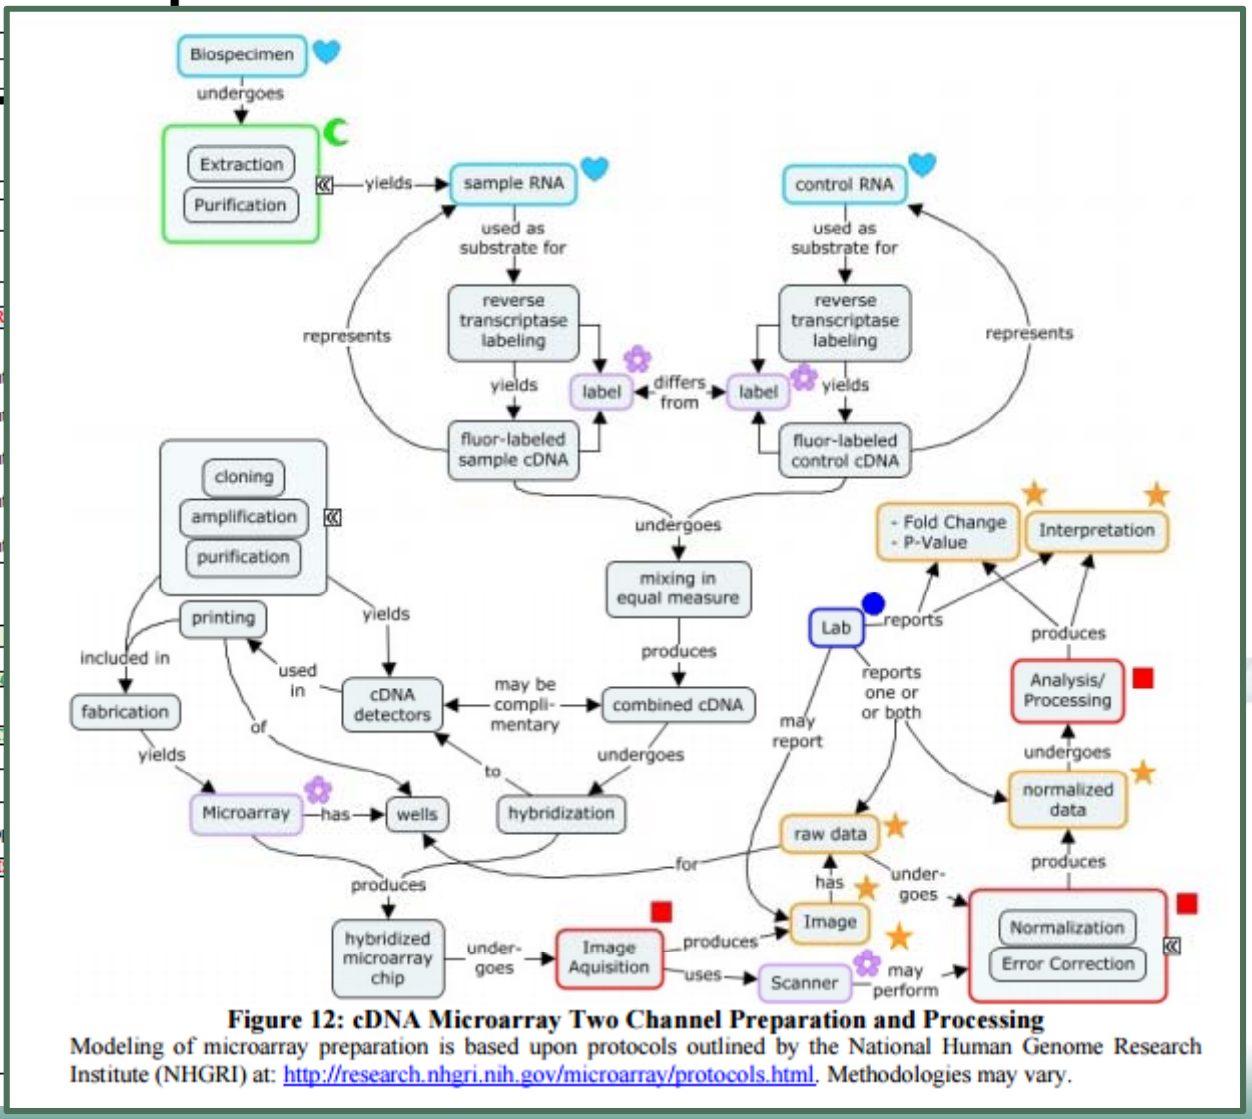 Biospecimen
undergoes
Extraction
Purification
yields
sample RNA
control RNA
used as
substrate for
used as
substrate for
reverse
transcriptase
labeling
reverse
transcriptase
labeling
represents
represents
yields
label
differs
from
label
yields
fluor-labeled
sample cDNA
fluor-labeled
control cDNA
cloning
amplification
purification
undergoes
- Fold Change
- P-Value
Interpretation
mixing in
equal measure
printing
yields
Lab
reports
produces
included in
used
in
produces
reports
one or
or both
Analysis/
Processing
fabrication
cDNA
detectors
may be
compli-
mentary
combined cDNA
may
report
of
yields
to
undergoes
undergoes
Microarray
has
wells
hybridization
normalized
data
raw data
for
produces
has
under-
goes
produces
hybridized
microarray
chip
under-
goes
Image
Aquisition
produces
uses
Image
Scanner
may
perform
Normalization
Error Correction
Figure 12: cDNA Microarray Two Channel Preparation and Processing
Modeling of microarray preparation is based upon protocols outlined by the National Human Genome Research
Institute (NHGRI) at: http://research.nhgri.nih.gov/microarray/protocols.html. Methodologies may vary.